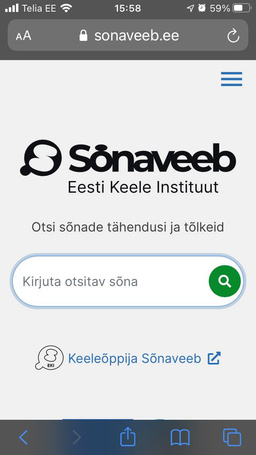 Telia EE 15:58 59%
AA sonaveeb.ee
Sõnaveeb
Eesti Keele Instituut
Otsi sõnade tähendusi ja tõlkeid
Kirjuta otsitav sõna
EKI Keeleõppija Sõnaveeb